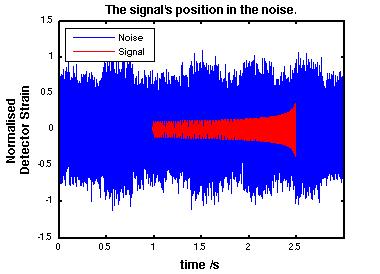 The signal's position in the noise.
Noise
Signal
Normalised
Detector Strain
1.5
1
0.5
0
-0.5
-1
-1.5
0 0.5 1 1.5 2 2.5
time /s